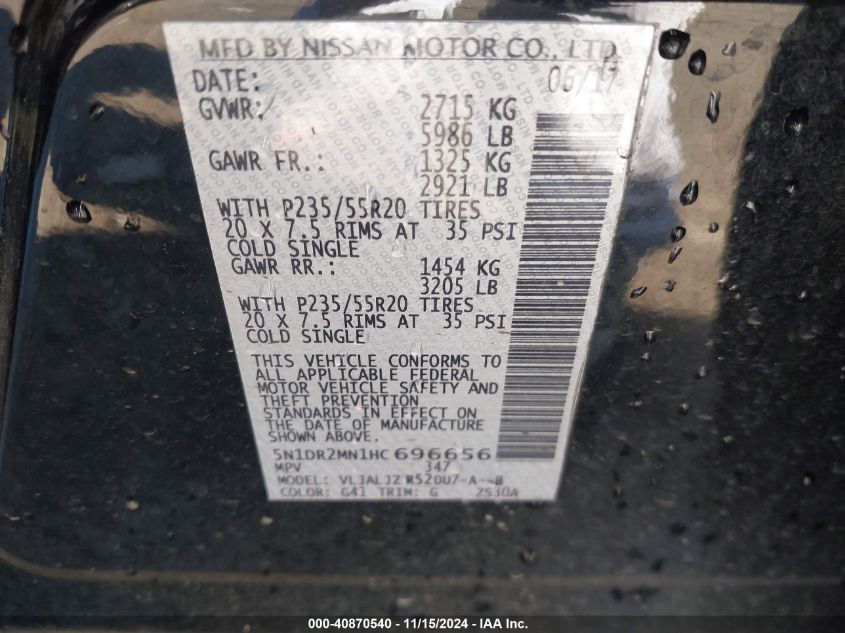 MFD BY NISSAN MOTOR CO., LTD
DATE: 06/17
GVWR: 2715 KG
5986 LB
GAWR FR.: 1325 KG
2921 LB
WITH P235/55R20 TIRES
20 X 7.5 RIMS AT 35 PSI
COLD SINGLE
GAWR RR.: 1454 KG
3205 LB
WITH P235/55R20 TIRES
20 X 7.5 RIMS AT 35 PSI
COLD SINGLE
THIS VEHICLE CONFORMS TO
ALL APPLICABLE FEDERAL
MOTOR VEHICLE SAFETY AND
THEFT PREVENTION
STANDARDS IN EFFECT ON
THE DATE OF MANUFACTURE
SHOWN ABOVE.
5N1DR2MN1HC696656
MPV 347
MODEL:
COLOR: G41 TRIM: G
000-40870540 - 11/15/2024 - IAA Inc.